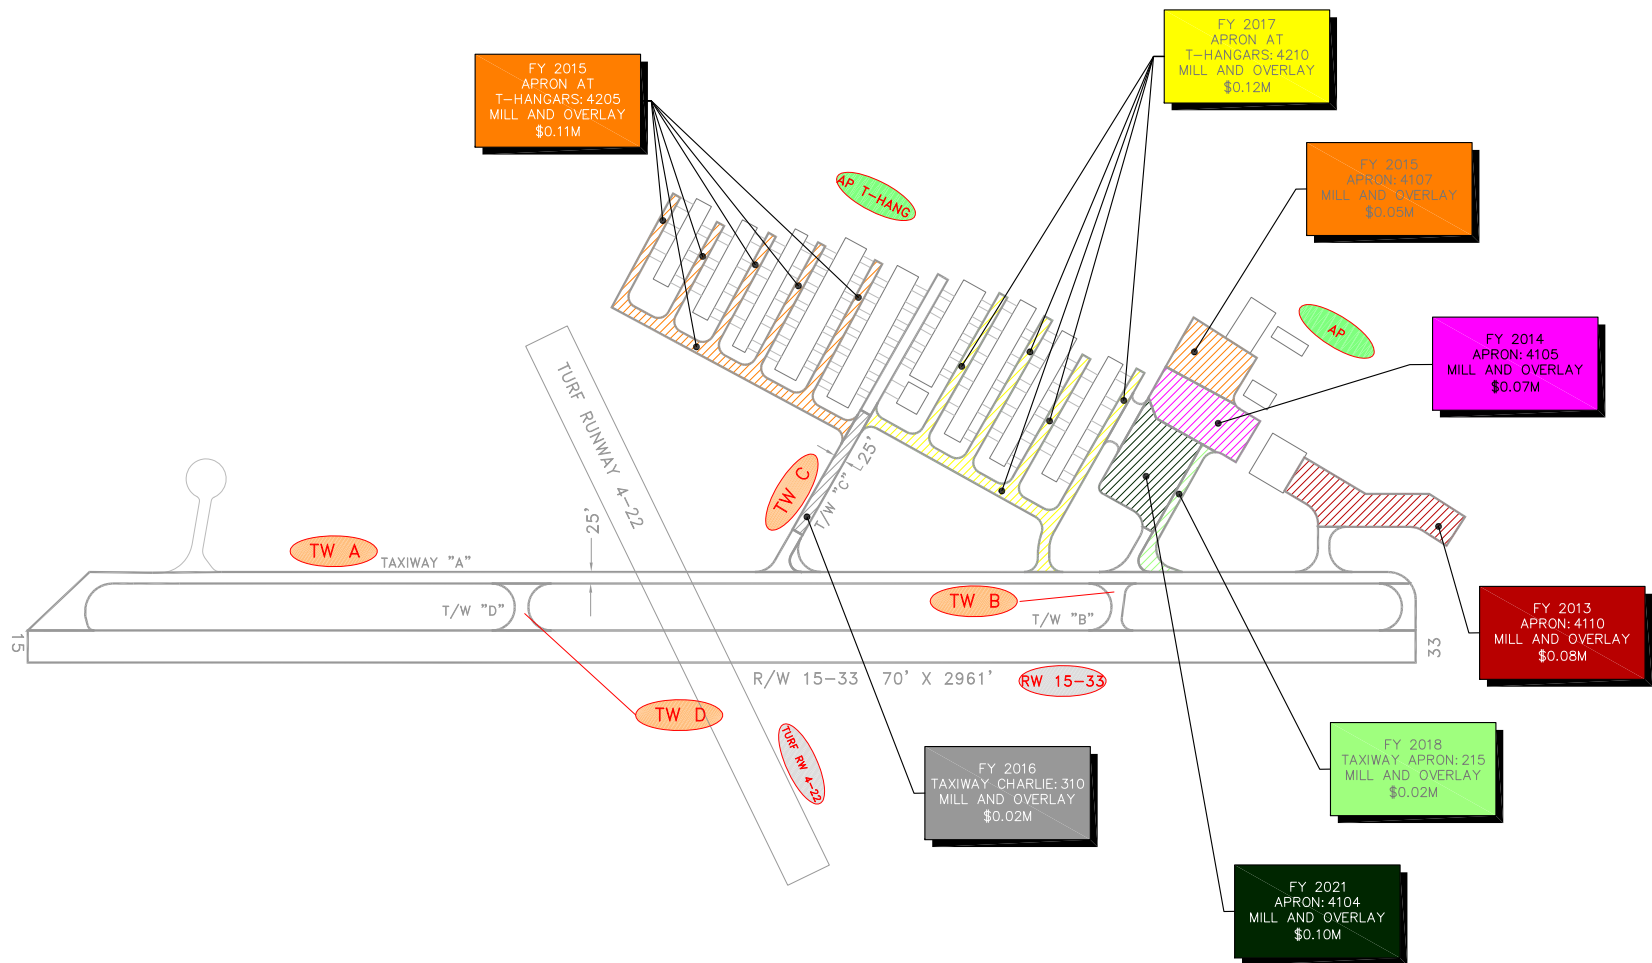 FY 2017
APRON AT
T-HANGARS: 4210
MILL AND OVERLAY
$0.12M
FY 2015
APRON AT
T-HANGARS: 4205
MILL AND OVERLAY
$0.11M
FY 2015
APRON: 4107
MILL AND OVERLAY
$0.05M
AP T-HANG
AP
FY 2014
APRON: 4105
MILL AND OVERLAY
$0.07M
TURF RUNWAY 4-22
TW C
T/W "C"
25'
25'
TW A
TAXIWAY "A"
T/W "D"
TW B
T/W "B"
15
33
FY 2013
APRON: 4110
MILL AND OVERLAY
$0.08M
R/W 15-33 70' X 2961'
RW 15-33
TW D
TURF RW 4-22
FY 2016
TAXIWAY CHARLIE: 310
MILL AND OVERLAY
$0.02M
FY 2018
TAXIWAY APRON: 215
MILL AND OVERLAY
$0.02M
FY 2021
APRON: 4104
MILL AND OVERLAY
$0.10M